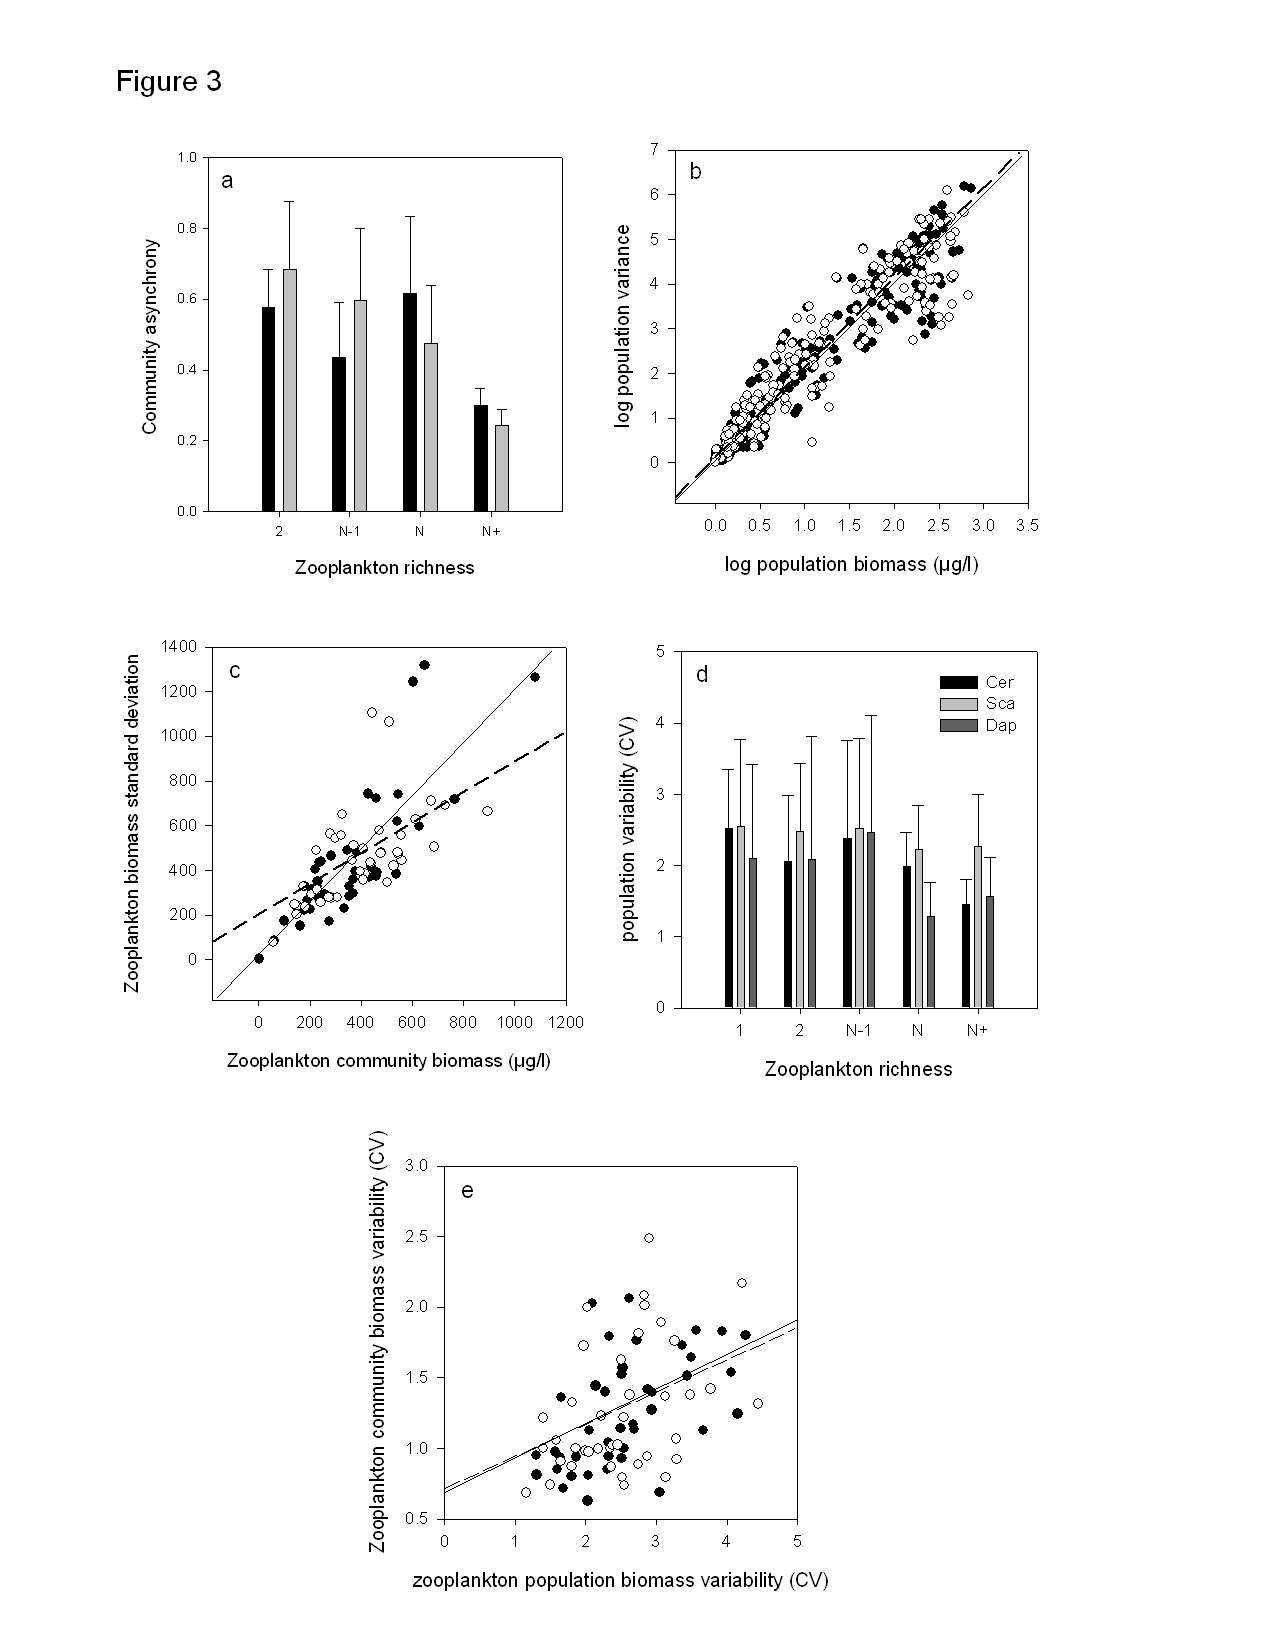 Figure 3
a
1.0
0.8
0.6
0.4
0.2
0.0
Community asynchrony
2 N-1 N N+
Zooplankton richness
b
7
6
5
4
3
2
1
0
log population variance
0.0 0.5 1.0 1.5 2.0 2.5 3.0 3.5
log population biomass (µg/l)
c
1400
1200
1000
800
600
400
200
0
Zooplankton biomass standard deviation
0 200 400 600 800 1000 1200
Zooplankton community biomass (µg/l)
d
5
4
3
2
1
0
population variability (CV)
Cer
Sca
Dap
1 2 N-1 N N+
Zooplankton richness
e
3.0
2.5
2.0
1.5
1.0
0.5
Zooplankton community biomass variability (CV)
0 1 2 3 4 5
zooplankton population biomass variability (CV)